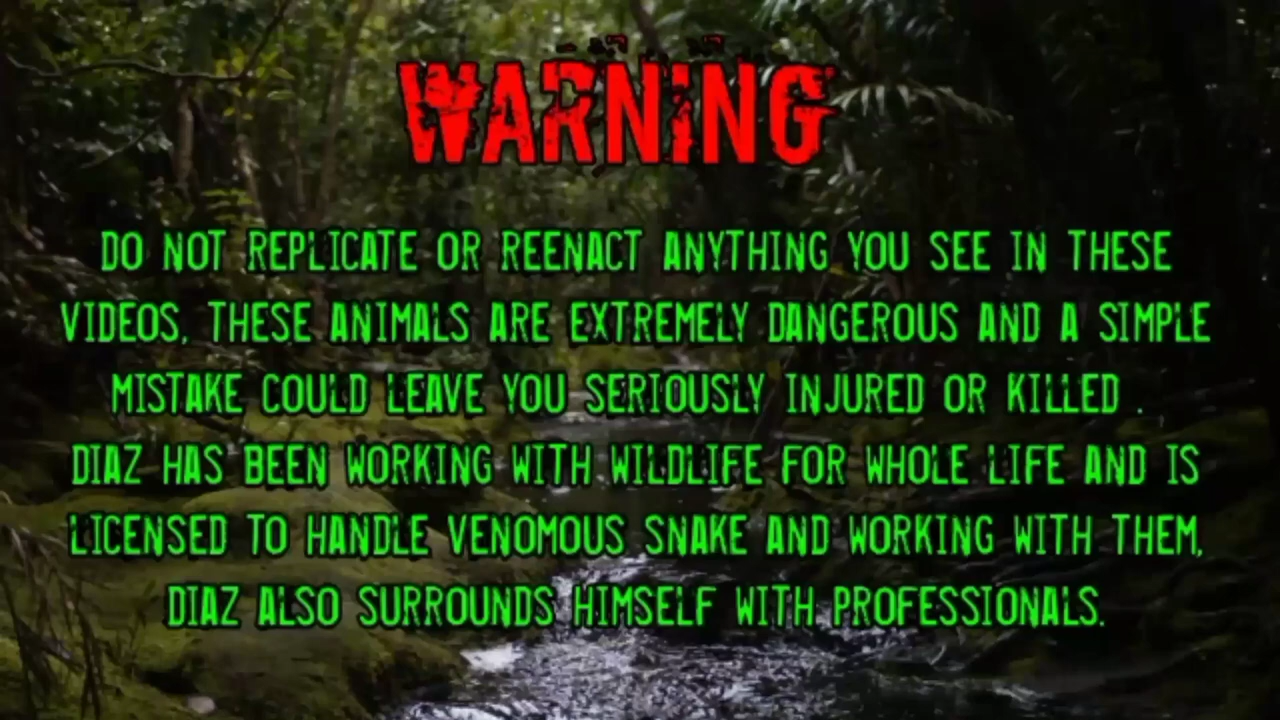 WARNING
DO NOT REPLICATE OR REENACT ANYTHING YOU SEE IN THESE
VIDEOS, THESE ANIMALS ARE EXTREMELY DANGEROUS AND A SIMPLE
MISTAKE COULD LEAVE YOU SERIOUSLY INJURED OR KILLED .
DIAZ HAS BEEN WORKING WITH WILDLIFE FOR WHOLE LIFE AND IS
LICENSED TO HANDLE VENOMOUS SNAKE AND WORKING WITH THEM,
DIAZ ALSO SURROUNDS HIMSELF WITH PROFESSIONALS.